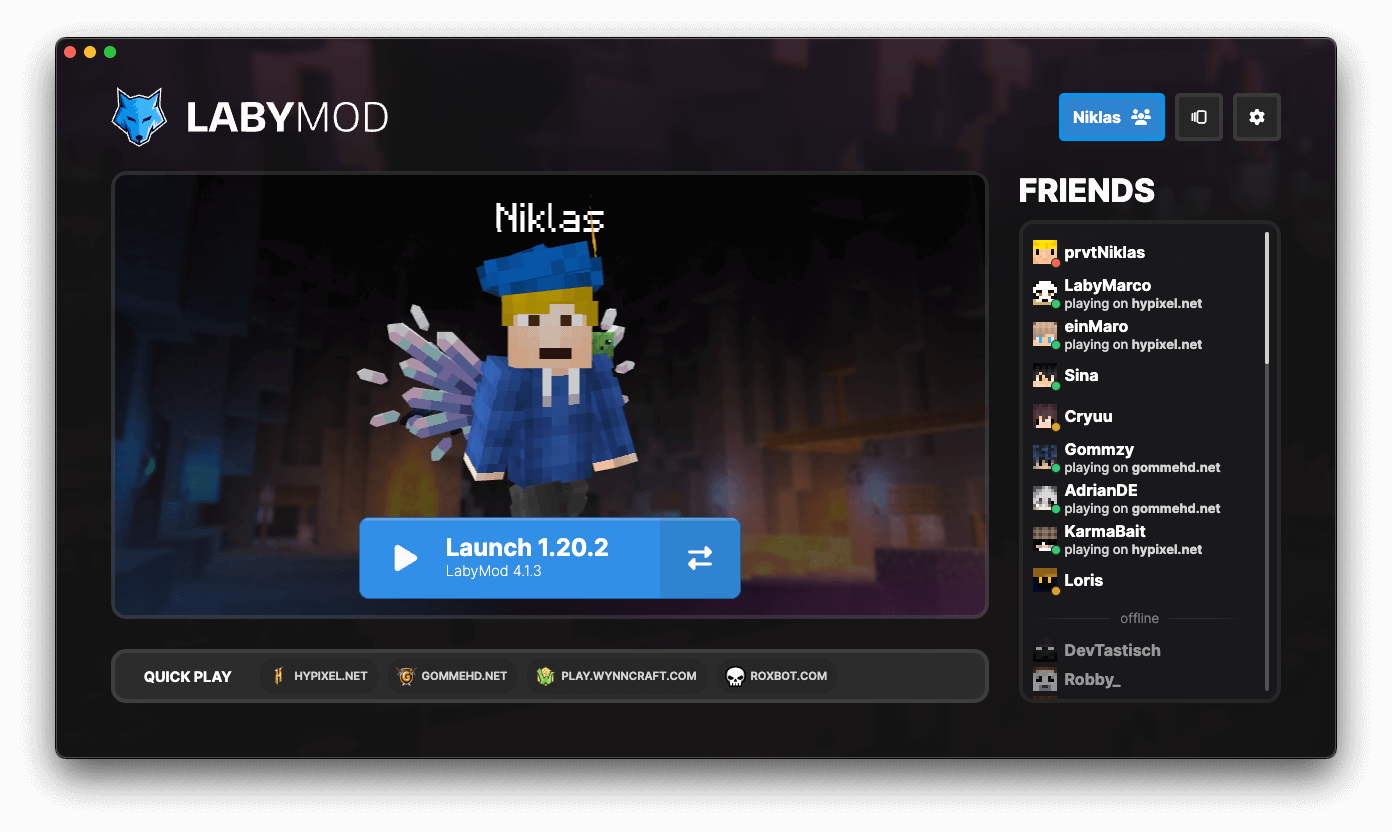 LABYMOD
Niklas
Niklas
Launch 1.20.2
LabyMod 4.1.3
QUICK PLAY
HYPIXEL.NET
GOMMEHD.NET
PLAY.WYNNCRAFT.COM
ROXBOT.COM
FRIENDS
prvtNiklas
LabyMarco
playing on hypixel.net
einMaro
playing on hypixel.net
Sina
Cryuu
Gommzy
playing on gommehd.net
AdrianDE
playing on gommehd.net
KarmaBait
playing on hypixel.net
Loris
offline
DevTastisch
Robby_